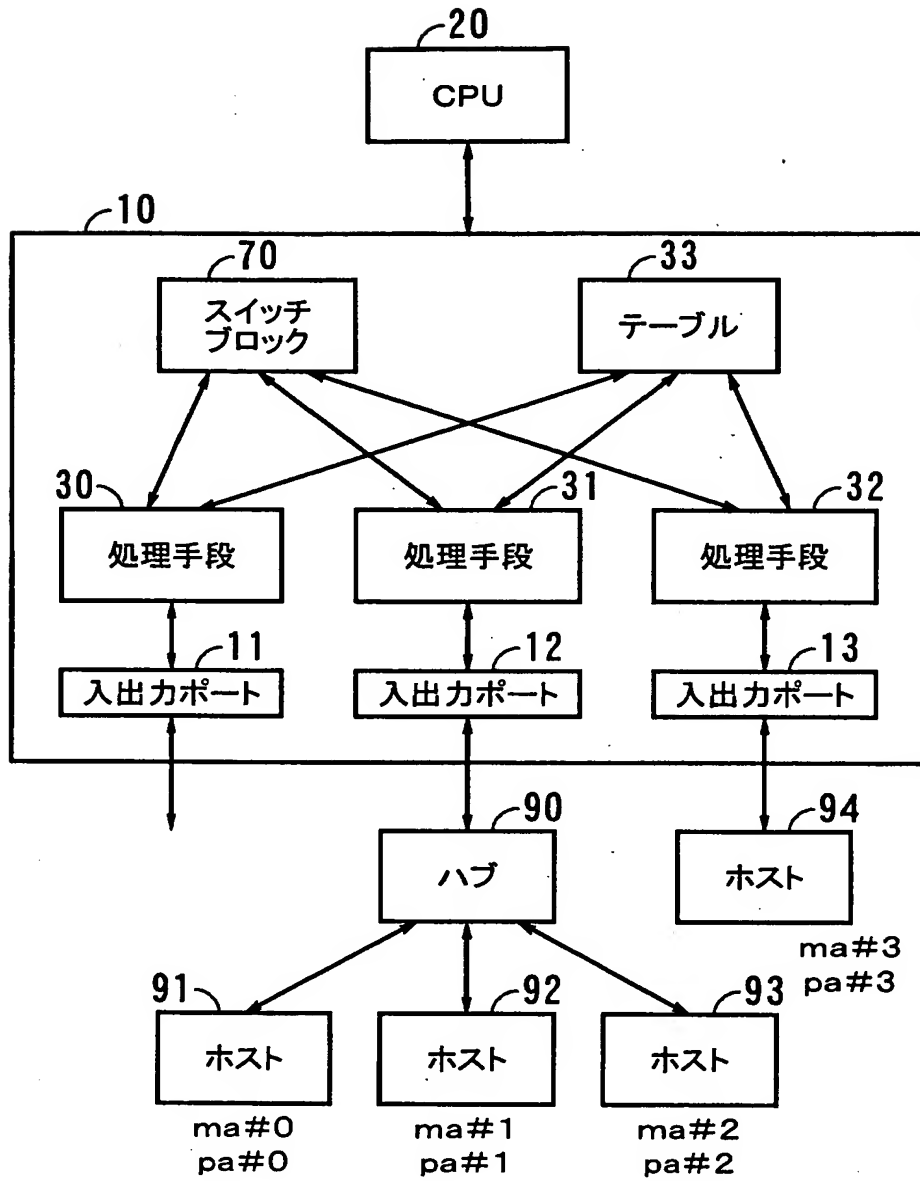 20
CPU
10
70
33
スイッチ
ブロック
テーブル
30
31
32
処理手段
処理手段
処理手段
11
12
13
入出力ポート
入出力ポート
入出力ポート
90
94
ハブ
ホスト
ma#3
pa#3
91
92
93
ホスト
ホスト
ホスト
ma#0
ma#1
ma#2
pa#0
pa#1
pa#2